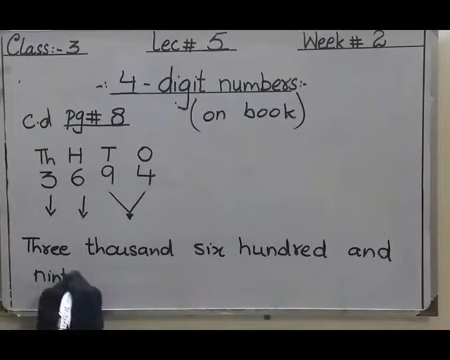 Class:- 3 Lec# 5 Week# 2
-: 4-digit numbers:-
c.d pg# 8 (on book)
Th H T O
3 6 9 4
Three thousand six hundred and
nint